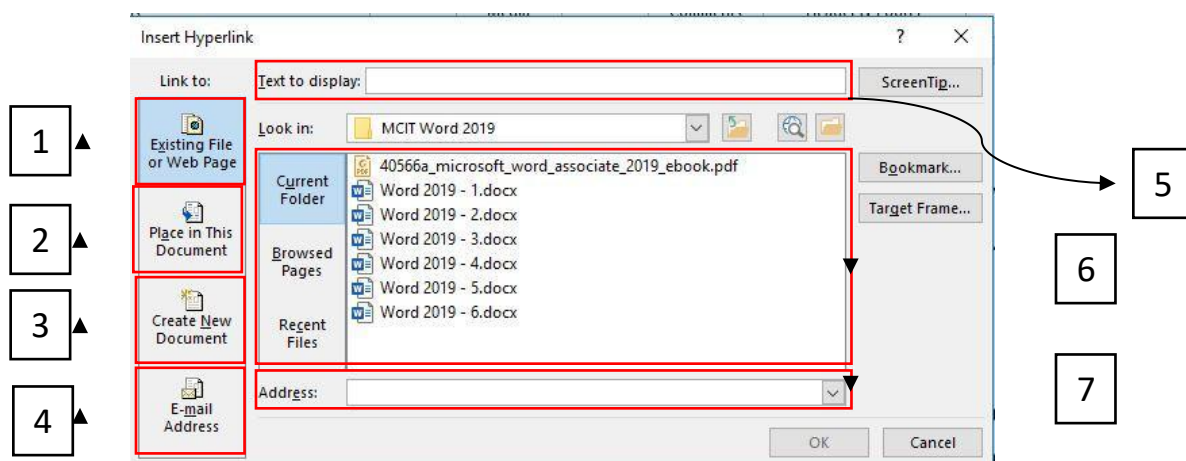 Insert Hyperlink
?
Link to:
Text to display:
ScreenTip...
1
Existing File
or Web Page
Look in:
MCIT Word 2019
Current
Folder
40566a_microsoft_word_associate_2019_ebook.pdf
Word 2019 - 1.docx
Word 2019 - 2.docx
Word 2019 - 3.docx
Word 2019 - 4.docx
Word 2019 - 5.docx
Word 2019 - 6.docx
Bookmark...
Target Frame...
5
2
Place in This
Document
Browsed
Pages
6
3
Create New
Document
Recent
Files
4
E-mail
Address
Address:
7
OK
Cancel